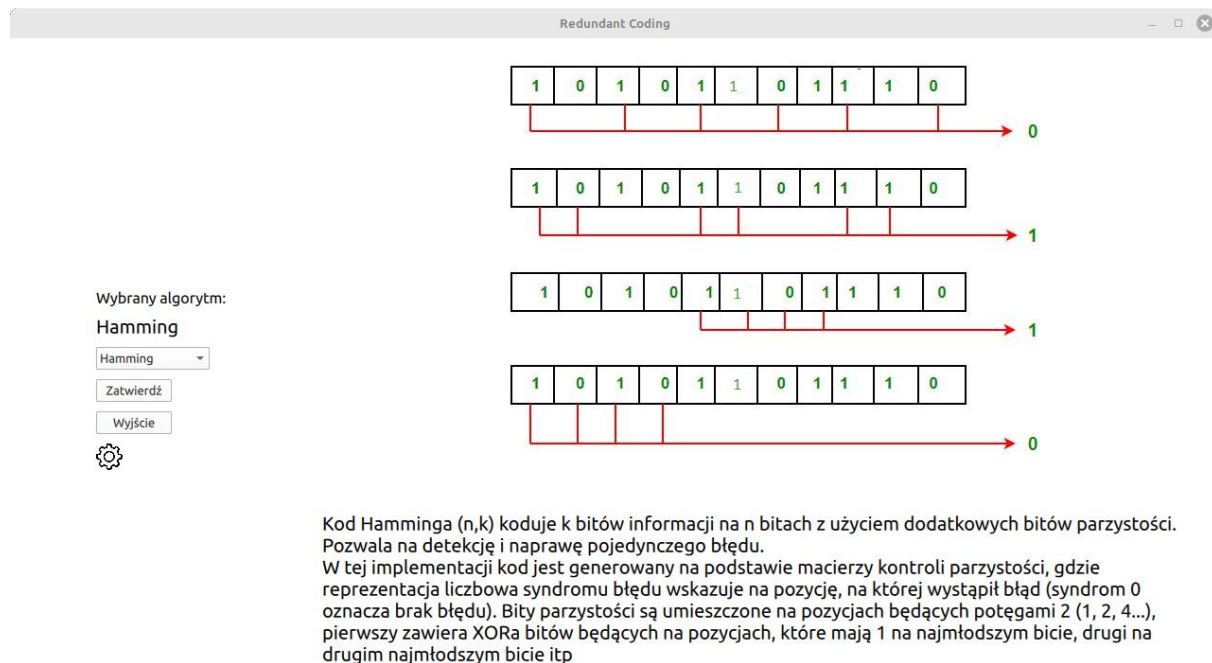 Redundant Coding
1 0 1 0 1 1 0 1 1 1 0
0
1 0 1 0 1 1 0 1 1 1 0
1
Wybrany algorytm:
Hamming
Hamming
Zatwierdź
Wyjście
1 0 1 0 1 1 0 1 1 1 0
1
1 0 1 0 1 1 0 1 1 1 0
0
Kod Hamminga (n,k) koduje k bitów informacji na n bitach z użyciem dodatkowych bitów parzystości.
Pozwala na detekcję i naprawę pojedynczego błędu.
W tej implementacji kod jest generowany na podstawie macierzy kontroli parzystości, gdzie
reprezentacja liczbowa syndromu błędu wskazuje na pozycję, na której wystąpił błąd (syndrom 0
oznacza brak błędu). Bity parzystości są umieszczone na pozycjach będących potęgami 2 (1, 2, 4...),
pierwszy zawiera XORa bitów będących na pozycjach, które mają 1 na najmłodszym bicie, drugi na
drugim najmłodszym bicie itp